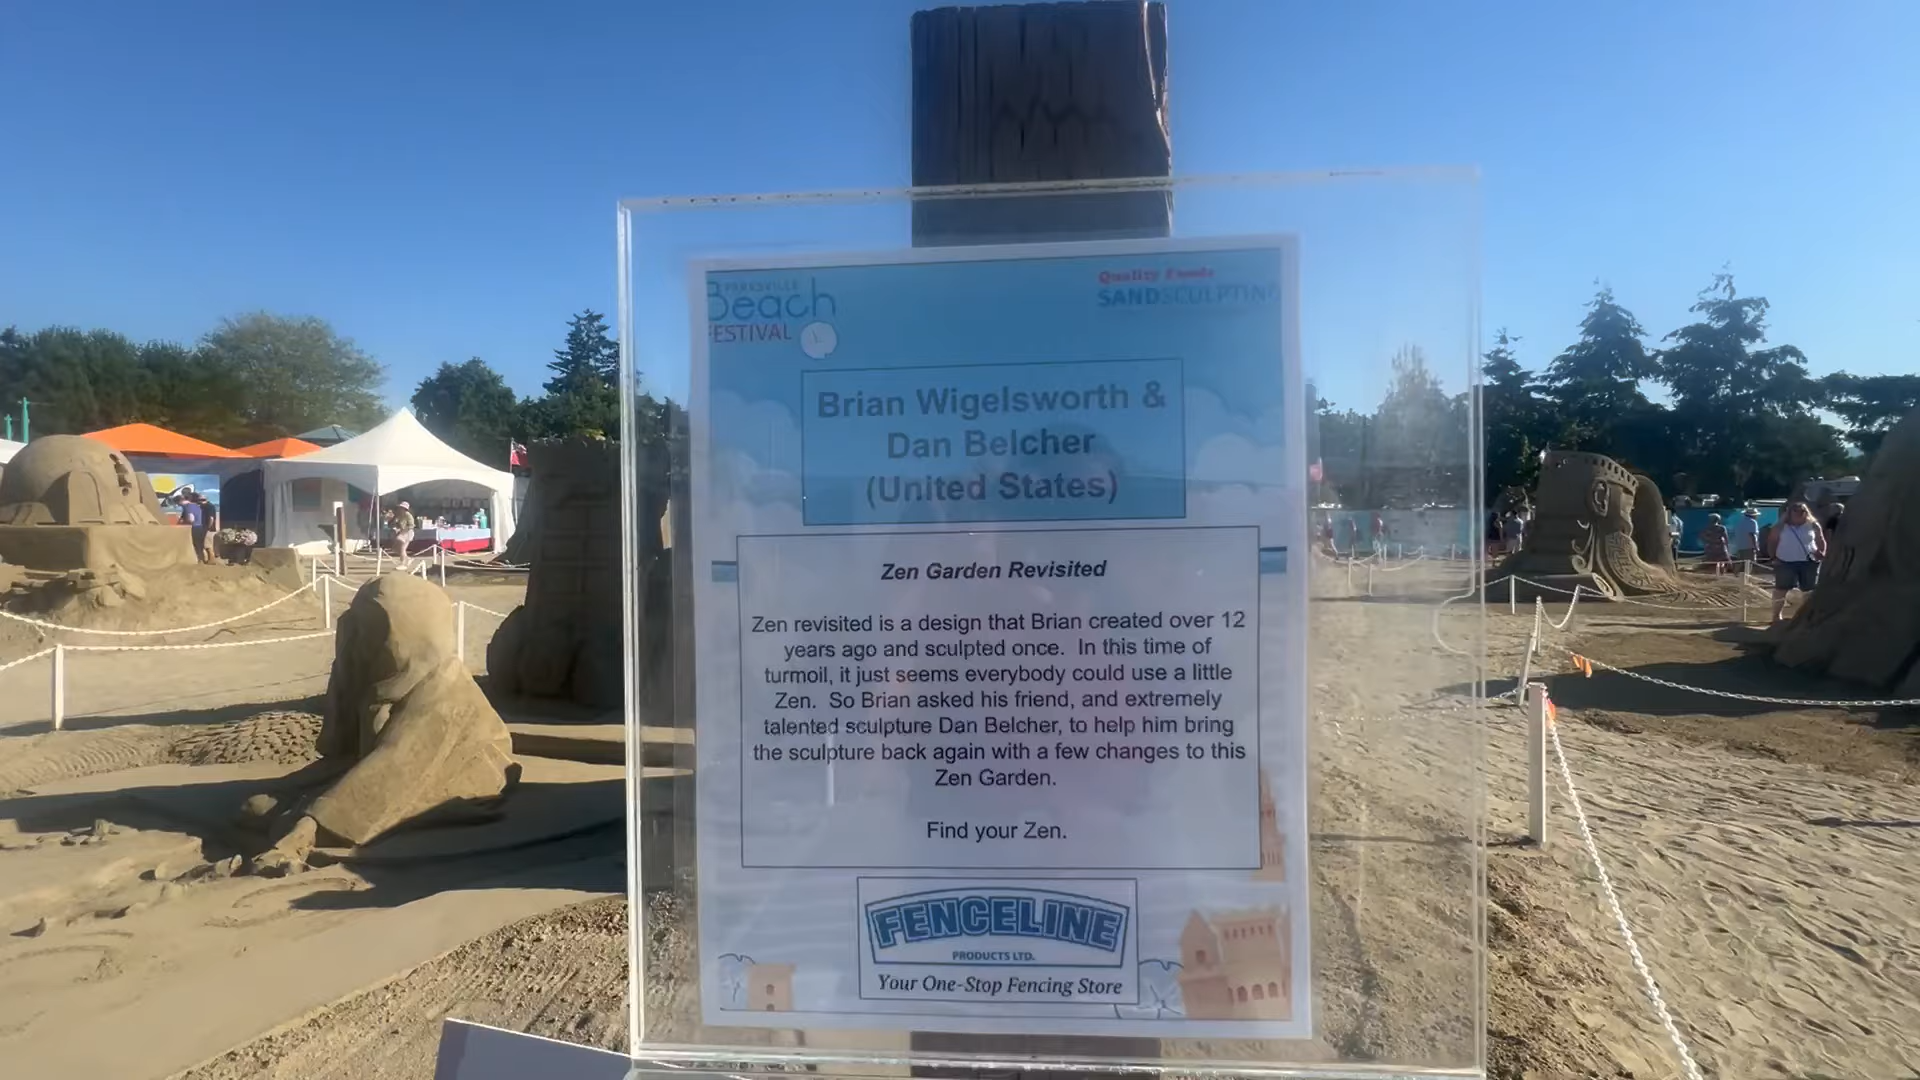 PARKSVILLE
Beach
FESTIVAL
Quality Foods
SANDSCULPTING
Brian Wigelsworth &
Dan Belcher
(United States)
Zen Garden Revisited
Zen revisited is a design that Brian created over 12
years ago and sculpted once.  In this time of
turmoil, it just seems everybody could use a little
Zen.  So Brian asked his friend, and extremely
talented sculpture Dan Belcher, to help him bring
the sculpture back again with a few changes to this
Zen Garden.
Find your Zen.
FENCELINE
PRODUCTS LTD.
Your One-Stop Fencing Store